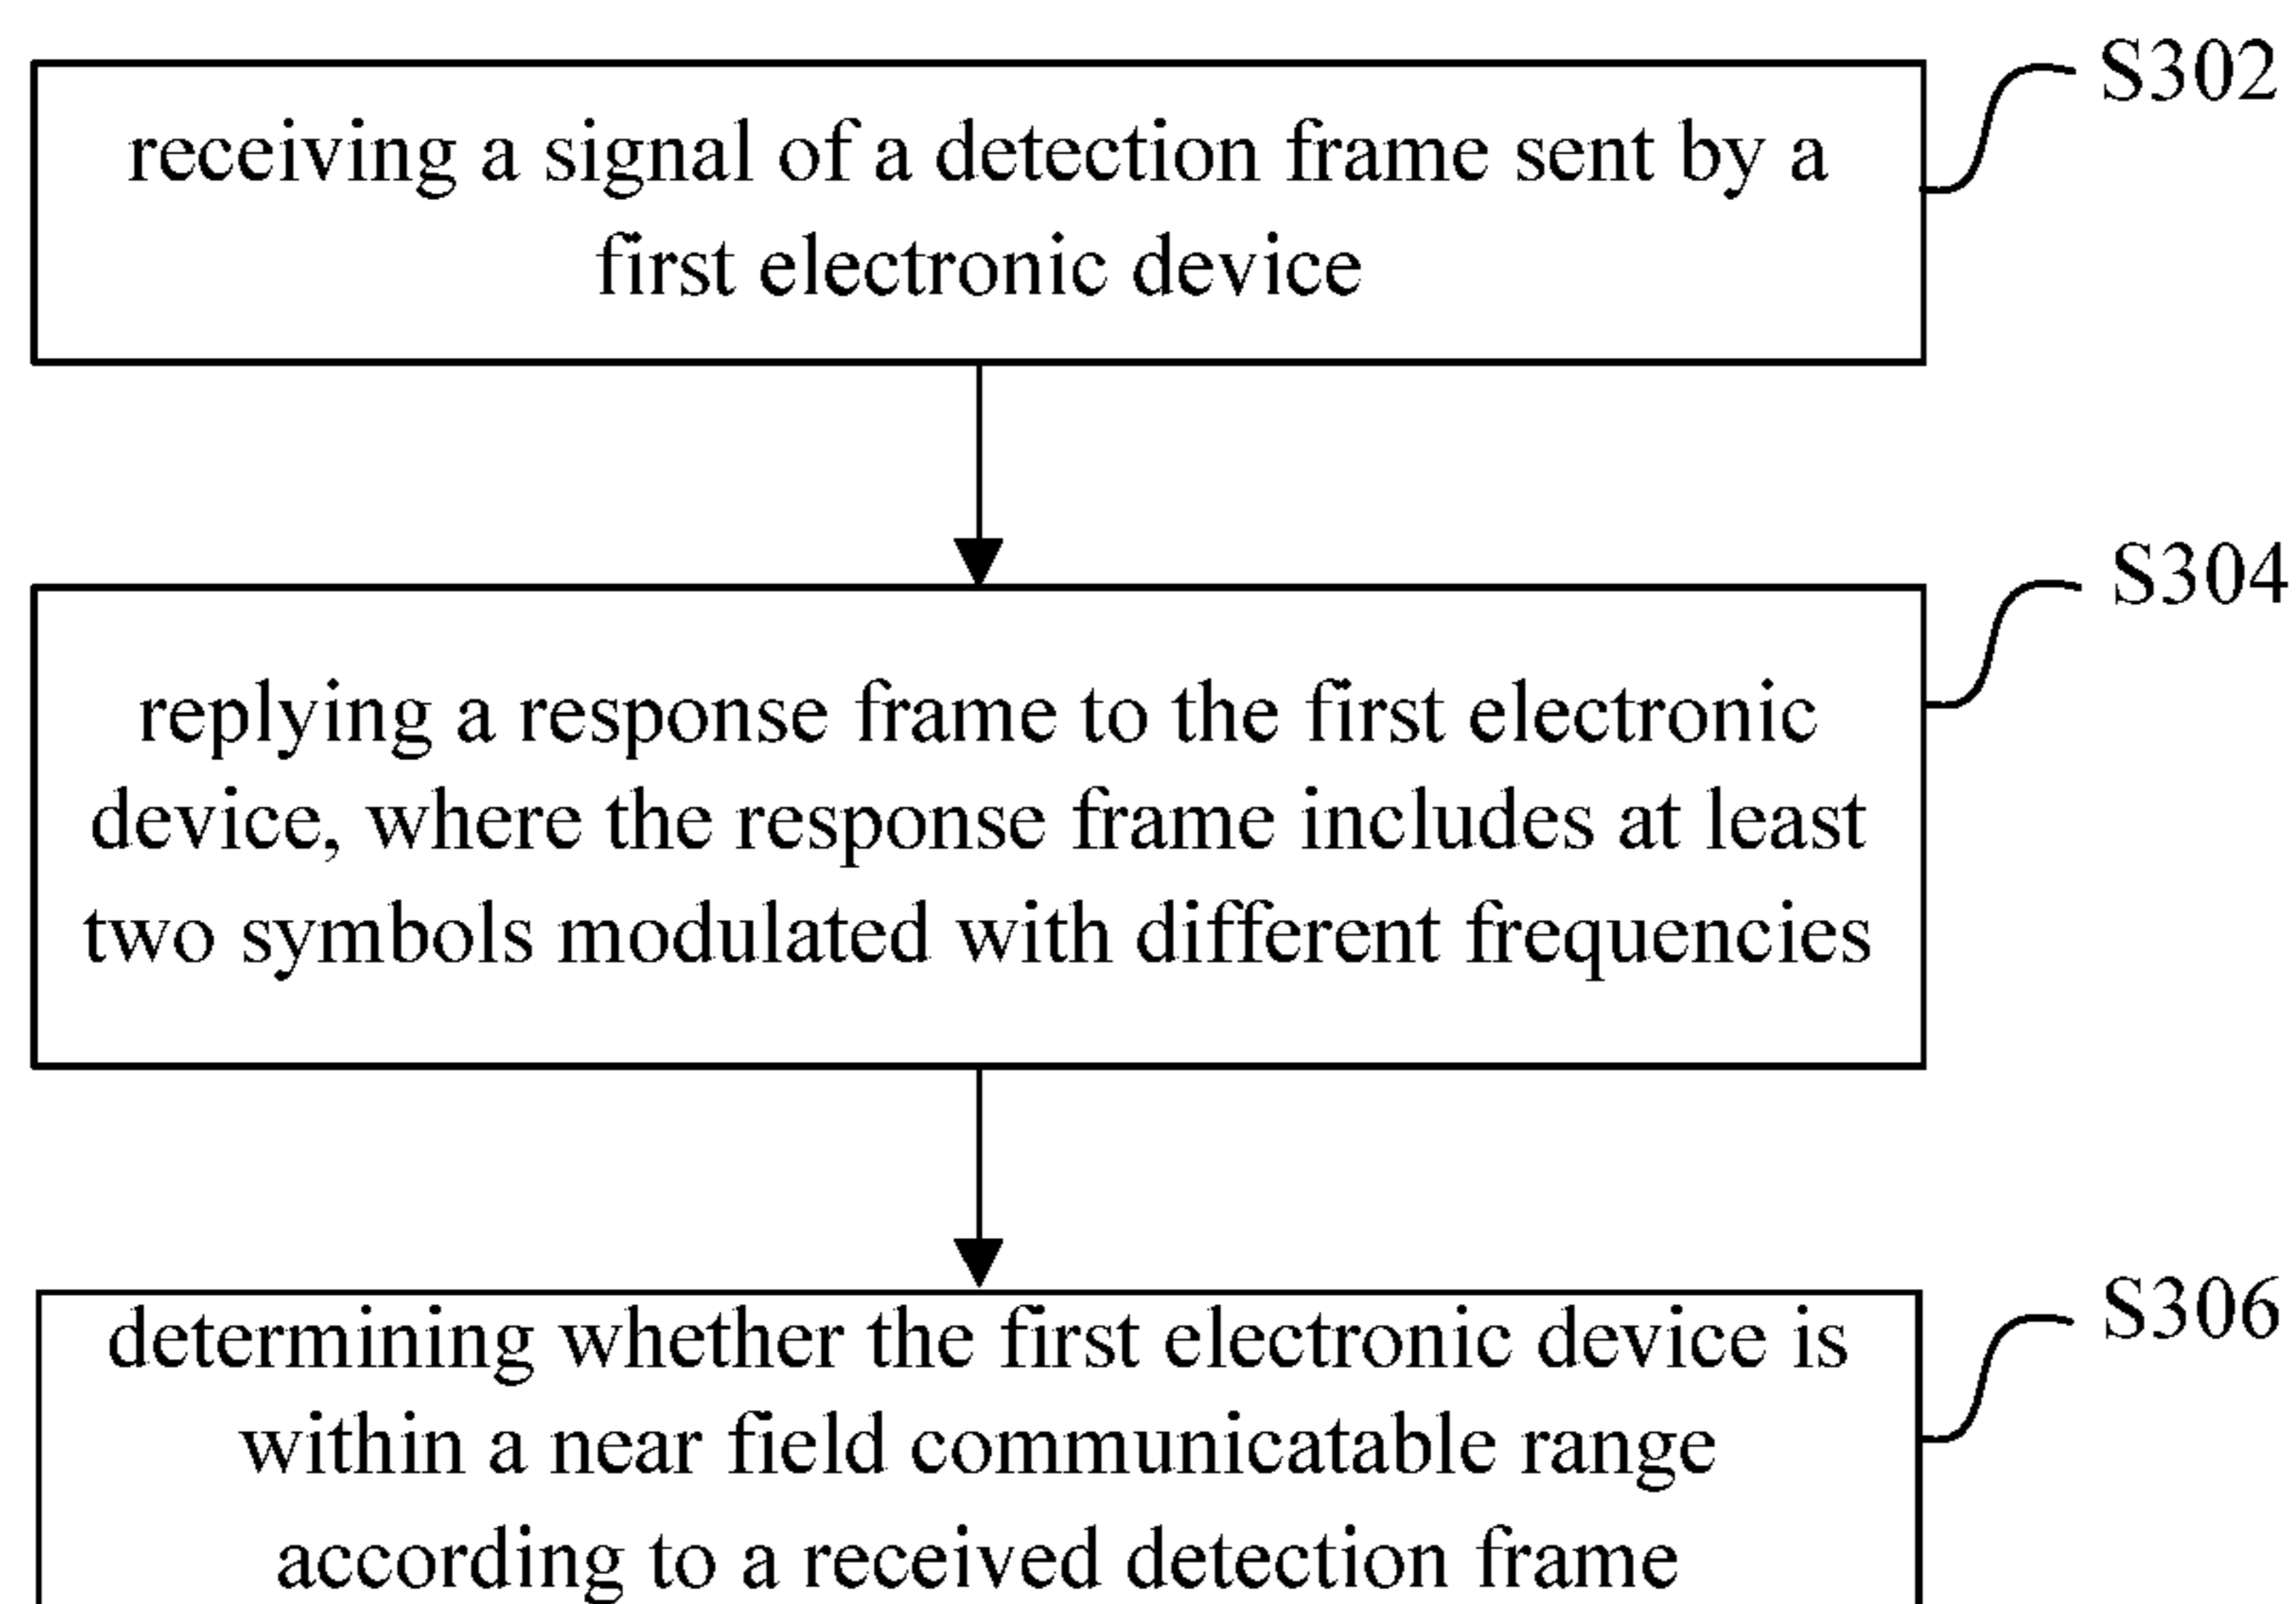 S302
receiving a signal of a detection frame sent by a
first electronic device
S304
replying a response frame to the first electronic
device, where the response frame includes at least
two symbols modulated with different frequencies
S306
determining whether the first electronic device is
within a near field communicatable range
according to a received detection frame